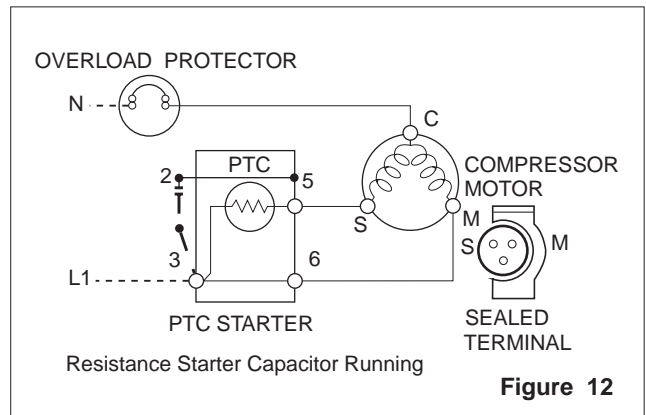 OVERLOAD PROTECTOR
N
C
PTC
2
5
COMPRESSOR
MOTOR
S
M
S
M
3
6
L1
PTC STARTER
SEALED
TERMINAL
Resistance Starter Capacitor Running
Figure 12